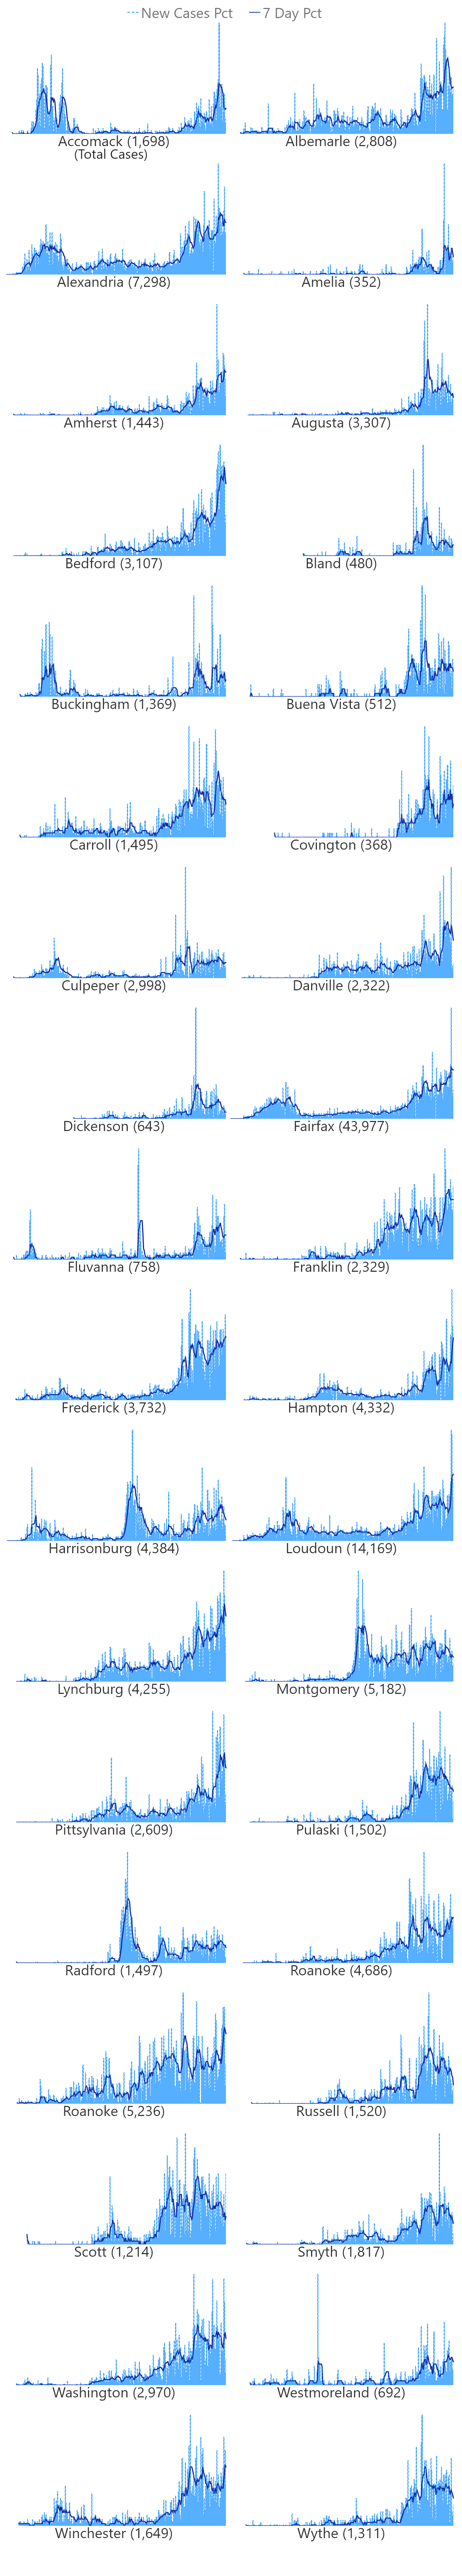 New Cases Pct 7 Day Pct
Accomack (1,698) Albemarle (2,808)
(Total Cases)
Alexandria (7,298) Amelia (352)
Amherst (1,443) Augusta (3,307)
Bedford (3,107) Bland (480)
Buckingham (1,369) Buena Vista (512)
Carroll (1,495) Covington (368)
Culpeper (2,998) Danville (2,322)
Dickenson (643) Fairfax (43,977)
Fluvanna (758) Franklin (2,329)
Frederick (3,732) Hampton (4,332)
Harrisonburg (4,384) Loudoun (14,169)
Lynchburg (4,255) Montgomery (5,182)
Pittsylvania (2,609) Pulaski (1,502)
Radford (1,497) Roanoke (4,686)
Roanoke (5,236) Russell (1,520)
Scott (1,214) Smyth (1,817)
Washington (2,970) Westmoreland (692)
Winchester (1,649) Wythe (1,311)